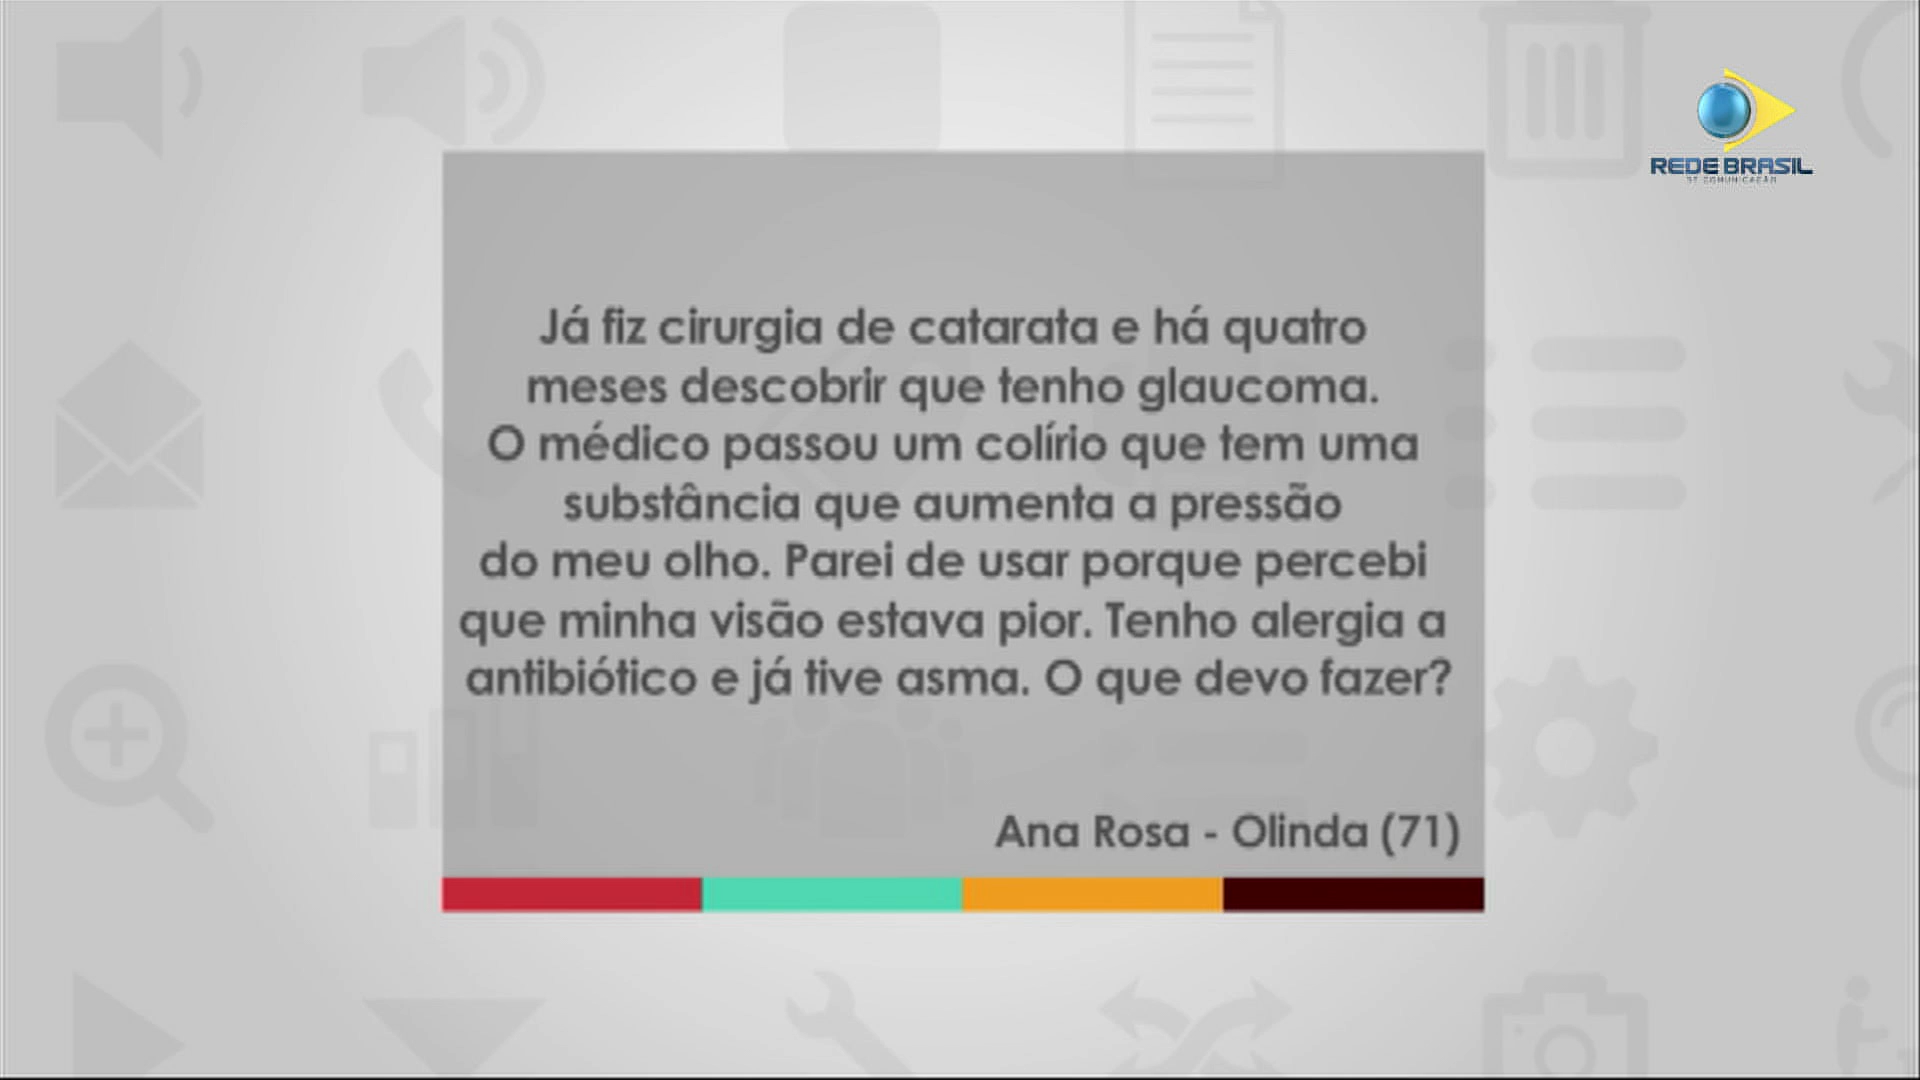 REDE BRASIL
DE COMUNICAÇÃO
Já fiz cirurgia de catarata e há quatro
meses descobrir que tenho glaucoma.
O médico passou um colírio que tem uma
substância que aumenta a pressão
do meu olho. Parei de usar porque percebi
que minha visão estava pior. Tenho alergia a
antibiótico e já tive asma. O que devo fazer?
Ana Rosa - Olinda (71)